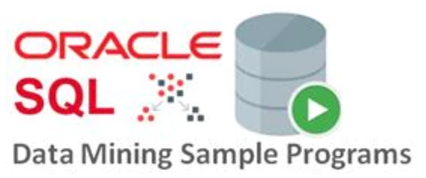 ORACLE
SQL
Data Mining Sample Programs